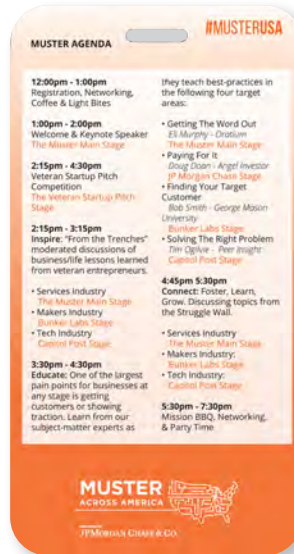 #MUSTERUSA
MUSTER AGENDA
12:00pm - 1:00pm
Registration, Networking,
Coffee & Light Bites
1:00pm - 2:00pm
Welcome & Keynote Speaker
The Muster Main Stage
2:15pm - 4:30pm
Veteran Startup Pitch
Competition
The Veteran Startup Pitch
Stage
2:15pm - 3:15pm
Inspire: "From the Trenches"
moderated discussions of
business/life lessons learned
from veteran entrepreneurs.
• Services Industry
The Muster Main Stage
• Makers Industry
Bunker Labs Stage
• Tech Industry
Capitol Post Stage
3:30pm - 4:30pm
Educate: One of the largest
pain points for businesses at
any stage is getting
customers or showing
traction. Learn from our
subject-matter experts as
they teach best-practices in
the following four target
areas:
• Getting The Word Out
Eli Murphy - Oratium
The Muster Main Stage
• Paying For It
Doug Doan - Angel Investor
JP Morgan Chase Stage
• Finding Your Target
Customer
Bob Smith - George Mason
University
Bunker Labs Stage
• Solving The Right Problem
Tim Ogilvie - Peer Insight
Capitol Post Stage
4:45pm 5:30pm
Connect: Foster, Learn,
Grow. Discussing topics from
the Struggle Wall.
• Services Industry
The Muster Main Stage
• Makers Industry:
Bunker Labs Stage
• Tech Industry:
Capitol Post Stage
5:30pm - 7:30pm
Mission BBQ, Networking,
& Party Time
MUSTER
ACROSS AMERICA
JPMORGAN CHASE & CO.